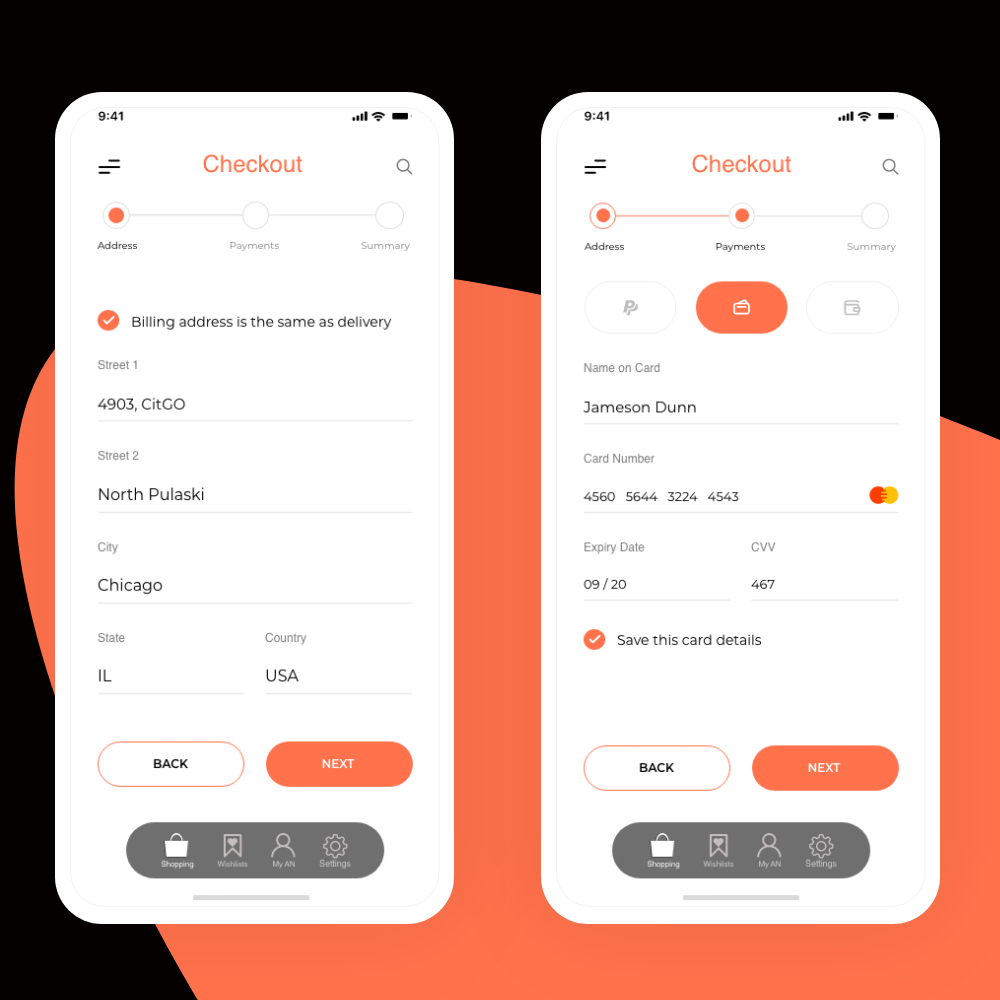 9:41
Checkout
Address Payments Summary
Billing address is the same as delivery
Street 1
4903, CitGO
Street 2
North Pulaski
City
Chicago
State Country
IL USA
BACK NEXT
Shopping Wishlists My AN Settings
9:41
Checkout
Address Payments Summary
Name on Card
Jameson Dunn
Card Number
4560 5644 3224 4543
Expiry Date CVV
09 / 20 467
Save this card details
BACK NEXT
Shopping Wishlists My AN Settings